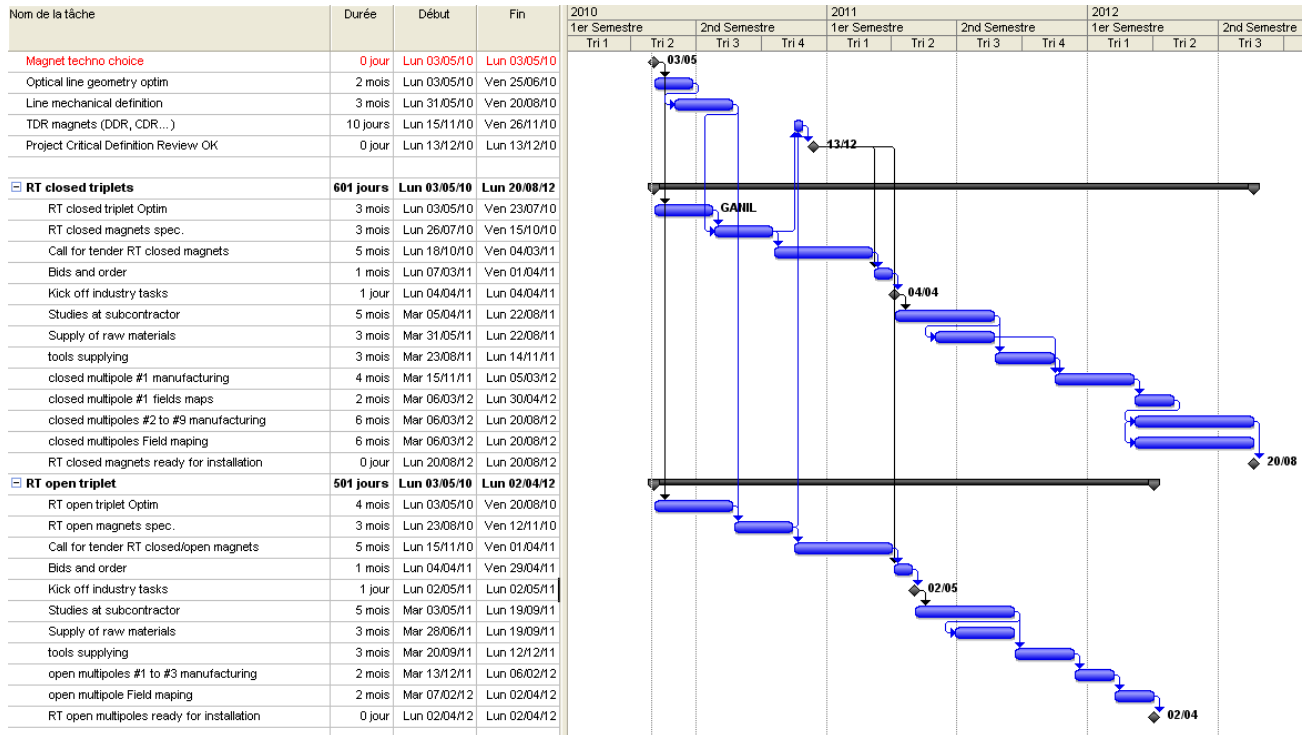 Nom de la tâche Durée Début Fin 2010 2011 2012
1er Semestre 2nd Semestre 1er Semestre 2nd Semestre 1er Semestre 2nd Semestre
Tri 1 Tri 2 Tri 3 Tri 4 Tri 1 Tri 2 Tri 3 Tri 4 Tri 1 Tri 2 Tri 3
Magnet techno choice 0 jour Lun 03/05/10 Lun 03/05/10 03/05
Optical line geometry optim 2 mois Lun 03/05/10 Ven 25/06/10
Line mechanical definition 3 mois Lun 31/05/10 Ven 20/08/10
TDR magnets (DDR, CDR...) 10 jours Lun 15/11/10 Ven 26/11/10
Project Critical Definition Review OK 0 jour Lun 13/12/10 Lun 13/12/10 13/12
RT closed triplets 601 jours Lun 03/05/10 Lun 20/08/12
RT closed triplet Optim 3 mois Lun 03/05/10 Ven 23/07/10 GANIL
RT closed magnets spec. 3 mois Lun 26/07/10 Ven 15/10/10
Call for tender RT closed magnets 5 mois Lun 18/10/10 Ven 04/03/11
Bids and order 1 mois Lun 07/03/11 Ven 01/04/11
Kick off industry tasks 1 jour Lun 04/04/11 Lun 04/04/11 04/04
Studies at subcontractor 5 mois Mar 05/04/11 Lun 22/08/11
Supply of raw materials 3 mois Mar 31/05/11 Lun 22/08/11
tools supplying 3 mois Mar 23/08/11 Lun 14/11/11
closed multipole #1 manufacturing 4 mois Mar 15/11/11 Lun 05/03/12
closed multipole #1 fields maps 2 mois Mar 06/03/12 Lun 30/04/12
closed multipoles #2 to #9 manufacturing 6 mois Mar 06/03/12 Lun 20/08/12
closed multipoles Field maping 6 mois Mar 06/03/12 Lun 20/08/12
RT closed magnets ready for installation 0 jour Lun 20/08/12 Lun 20/08/12 20/08
RT open triplet 501 jours Lun 03/05/10 Lun 02/04/12
RT open triplet Optim 4 mois Lun 03/05/10 Ven 20/08/10
RT open magnets spec. 3 mois Lun 23/08/10 Ven 12/11/10
Call for tender RT closed/open magnets 5 mois Lun 15/11/10 Ven 01/04/11
Bids and order 1 mois Lun 04/04/11 Ven 29/04/11
Kick off industry tasks 1 jour Lun 02/05/11 Lun 02/05/11 02/05
Studies at subcontractor 5 mois Mar 03/05/11 Lun 19/09/11
Supply of raw materials 3 mois Mar 28/06/11 Lun 19/09/11
tools supplying 3 mois Mar 20/09/11 Lun 12/12/11
open multipoles #1 to #3 manufacturing 2 mois Mar 13/12/11 Lun 06/02/12
open multipole Field maping 2 mois Mar 07/02/12 Lun 02/04/12
RT open multipoles ready for installation 0 jour Lun 02/04/12 Lun 02/04/12 02/04